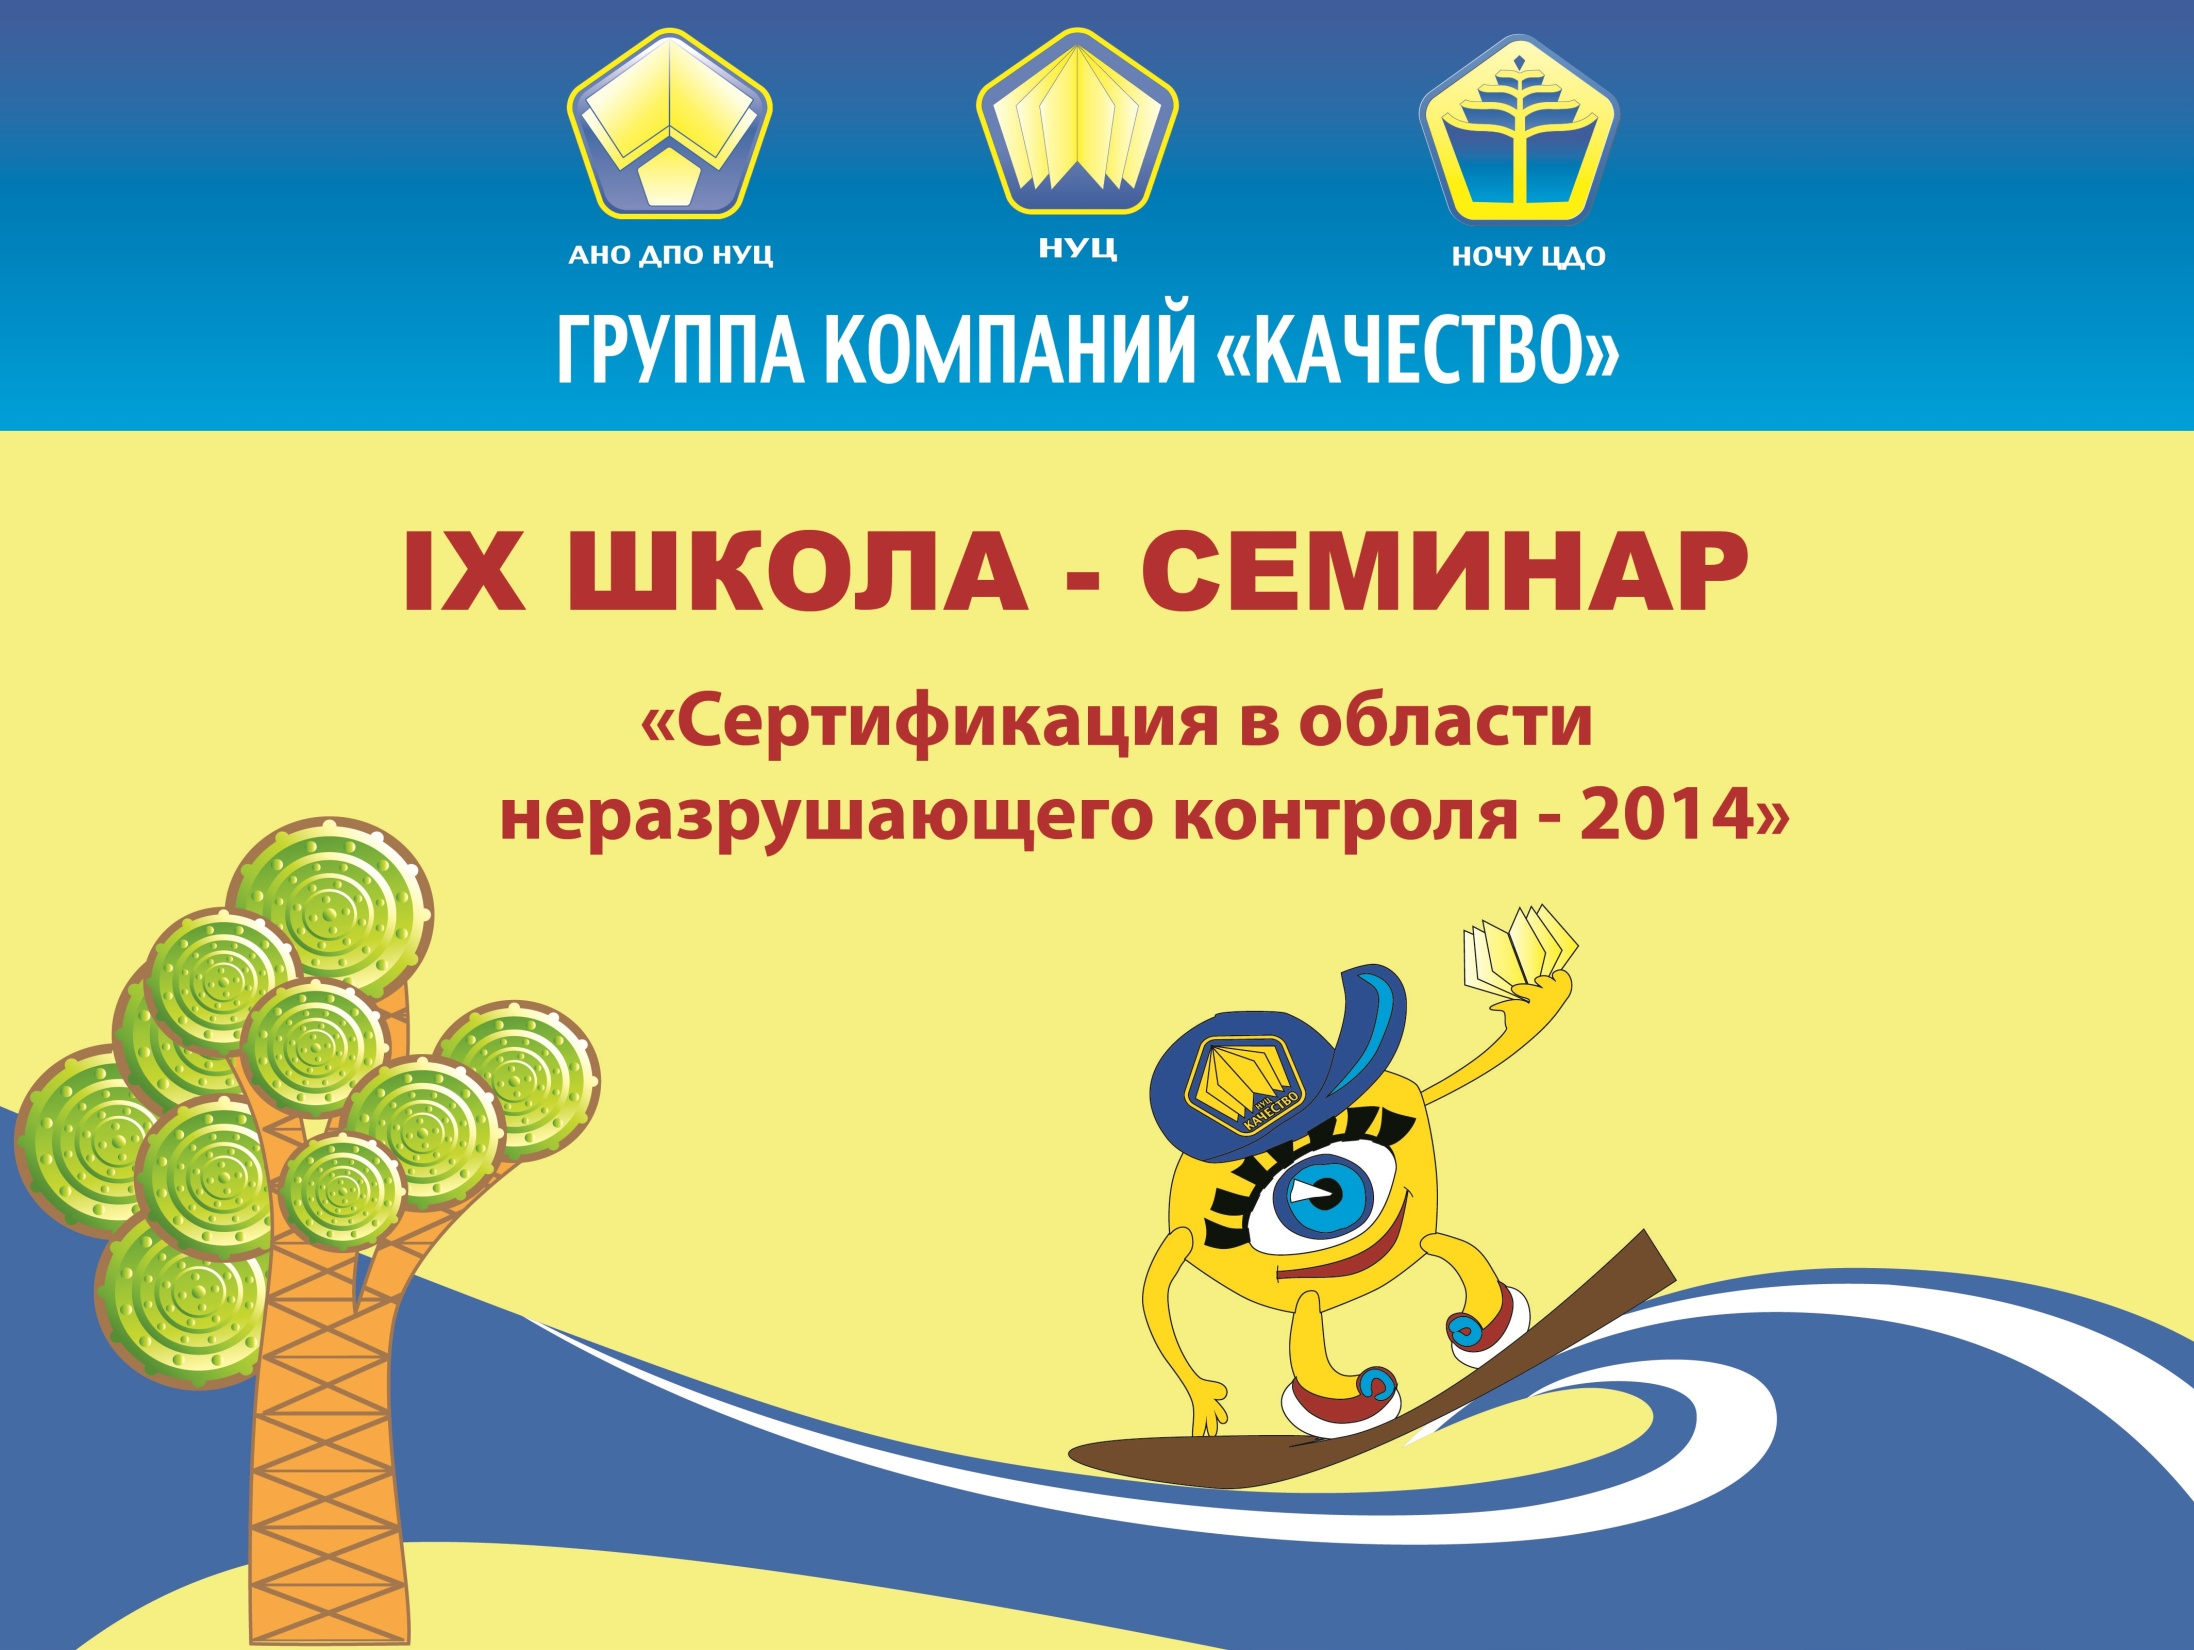 АНО ДПО НУЦ
НУЦ
НОЧУ ЦДО
ГРУППА КОМПАНИЙ «КАЧЕСТВО»
IX ШКОЛА - СЕМИНАР
«Сертификация в области
неразрушающего контроля - 2014»
НУЦ
КАЧЕСТВО